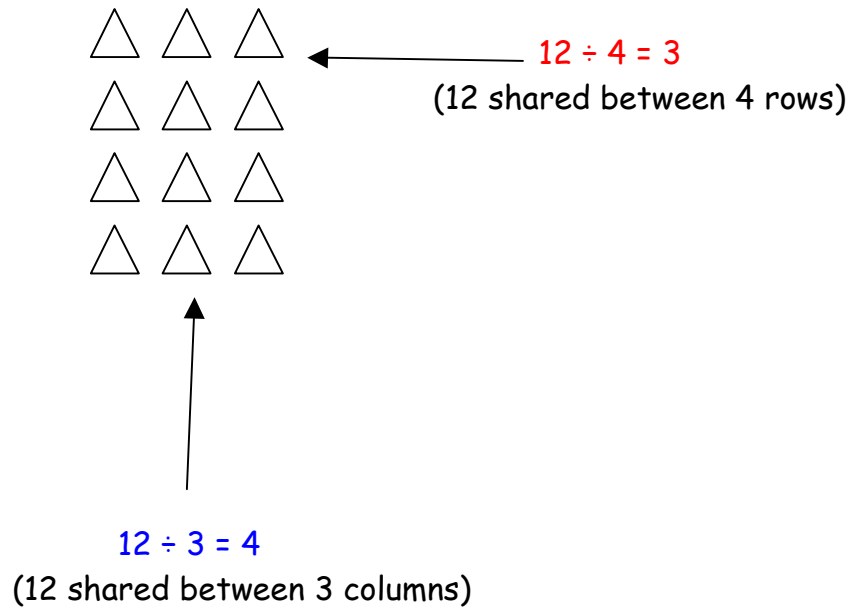 12 ÷ 4 = 3
(12 shared between 4 rows)
12 ÷ 3 = 4
(12 shared between 3 columns)